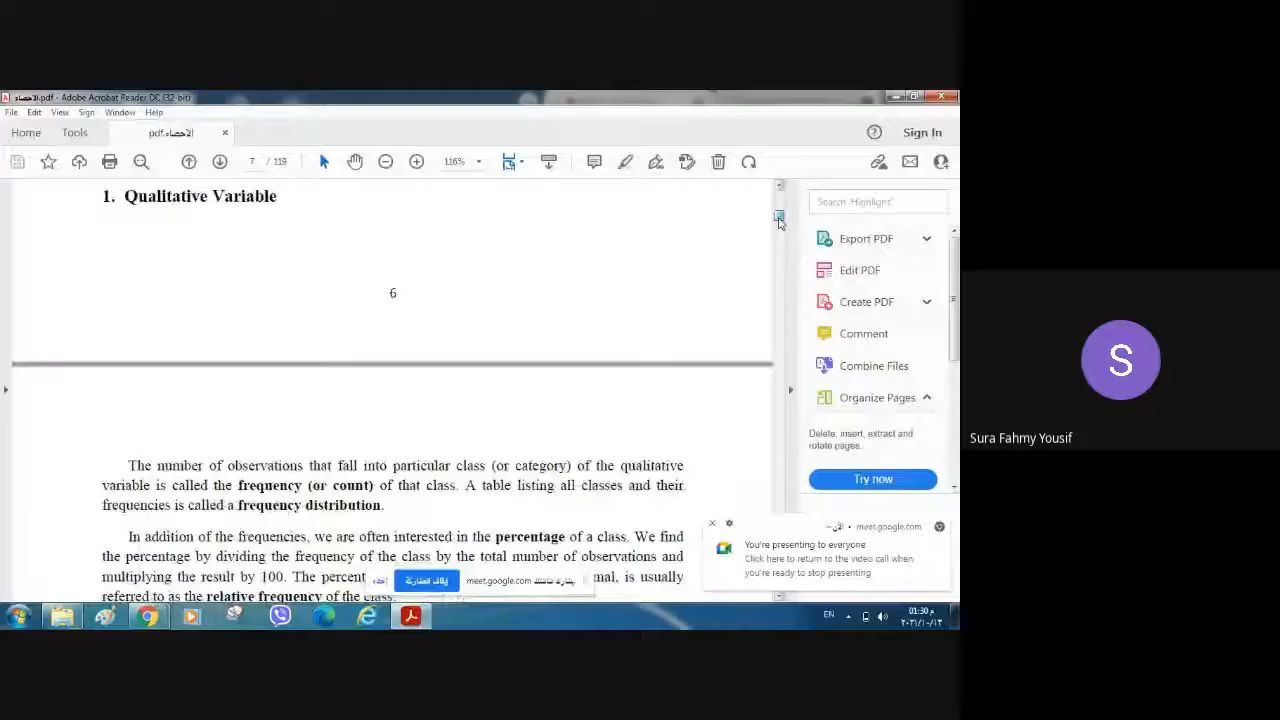 الاحصاء.pdf - Adobe Acrobat Reader DC (32-bit)
File Edit View Sign Window Help
Home Tools الاحصاء.pdf × Sign In
7 / 119 116%
1. Qualitative Variable
6
The number of observations that fall into particular class (or category) of the qualitative
variable is called the frequency (or count) of that class. A table listing all classes and their
frequencies is called a frequency distribution.
In addition of the frequencies, we are often interested in the percentage of a class. We find
the percentage by dividing the frequency of the class by the total number of observations and
multiplying the result by 100. The percent
mal, is usually
referred to as the relative frequency of the class.
إيقاف المشاركة
meet.google.com
Search 'Highlight'
Export PDF
Edit PDF
Create PDF
Comment
Combine Files
Organize Pages
Delete, insert, extract and
rotate pages.
Try now
meet.google.com • الآن
You're presenting to everyone
Click here to return to the video call when
you're ready to stop presenting
EN
01:30 م
٢٠٢١/١٠/١٣
S
Sura Fahmy Yousif